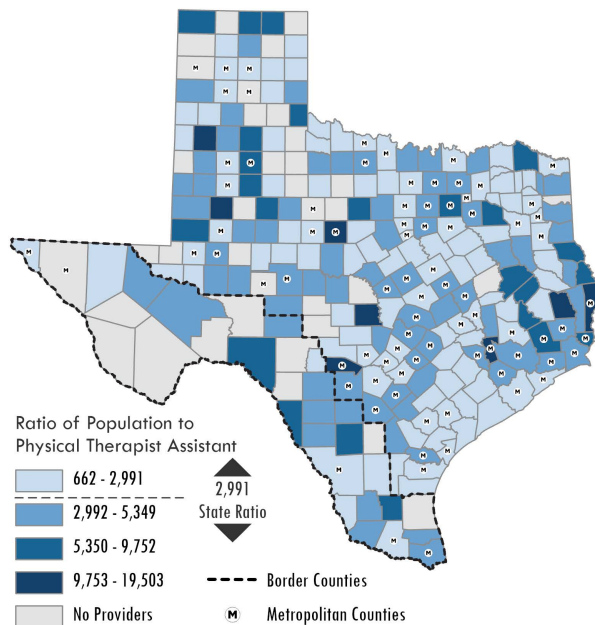 Ratio of Population to
Physical Therapist Assistant
662 - 2,991
2,992 - 5,349
5,350 - 9,752
9,753 - 19,503
No Providers
2,991
State Ratio
Border Counties
M Metropolitan Counties